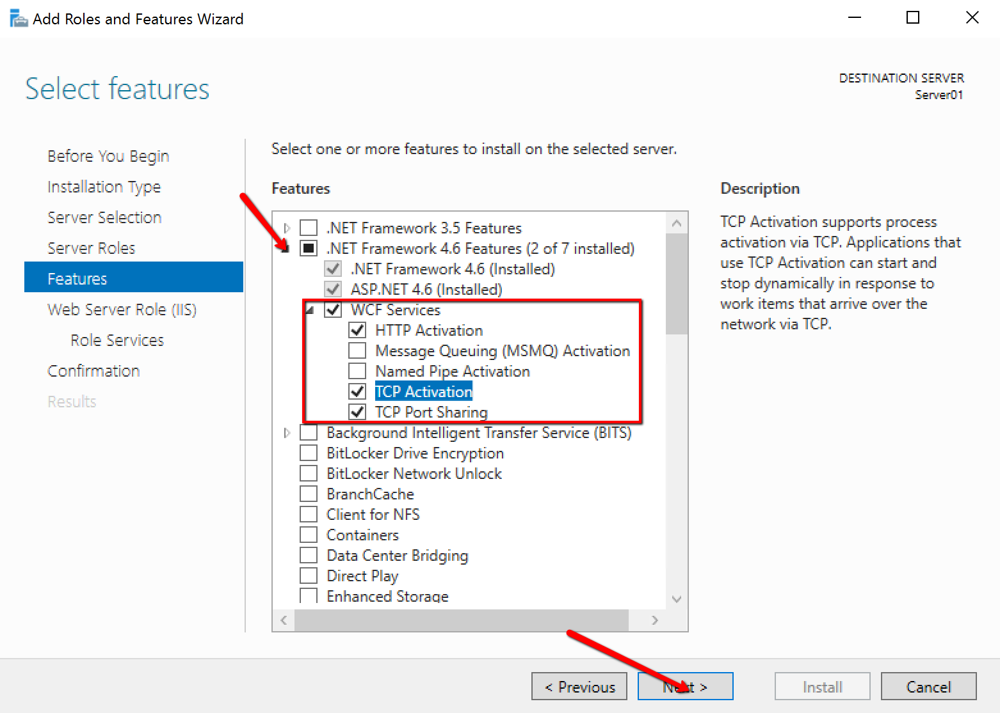 Add Roles and Features Wizard
Select features
DESTINATION SERVER
Server01
Before You Begin
Installation Type
Server Selection
Server Roles
Features
Web Server Role (IIS)
Role Services
Confirmation
Results
Select one or more features to install on the selected server.
Features
.NET Framework 3.5 Features
.NET Framework 4.6 Features (2 of 7 installed)
.NET Framework 4.6 (Installed)
ASP.NET 4.6 (Installed)
WCF Services
HTTP Activation
Message Queuing (MSMQ) Activation
Named Pipe Activation
TCP Activation
TCP Port Sharing
Background Intelligent Transfer Service (BITS)
BitLocker Drive Encryption
BitLocker Network Unlock
BranchCache
Client for NFS
Containers
Data Center Bridging
Direct Play
Enhanced Storage
Description
TCP Activation supports process
activation via TCP. Applications that
use TCP Activation can start and
stop dynamically in response to
work items that arrive over the
network via TCP.
< Previous
Next >
Install
Cancel